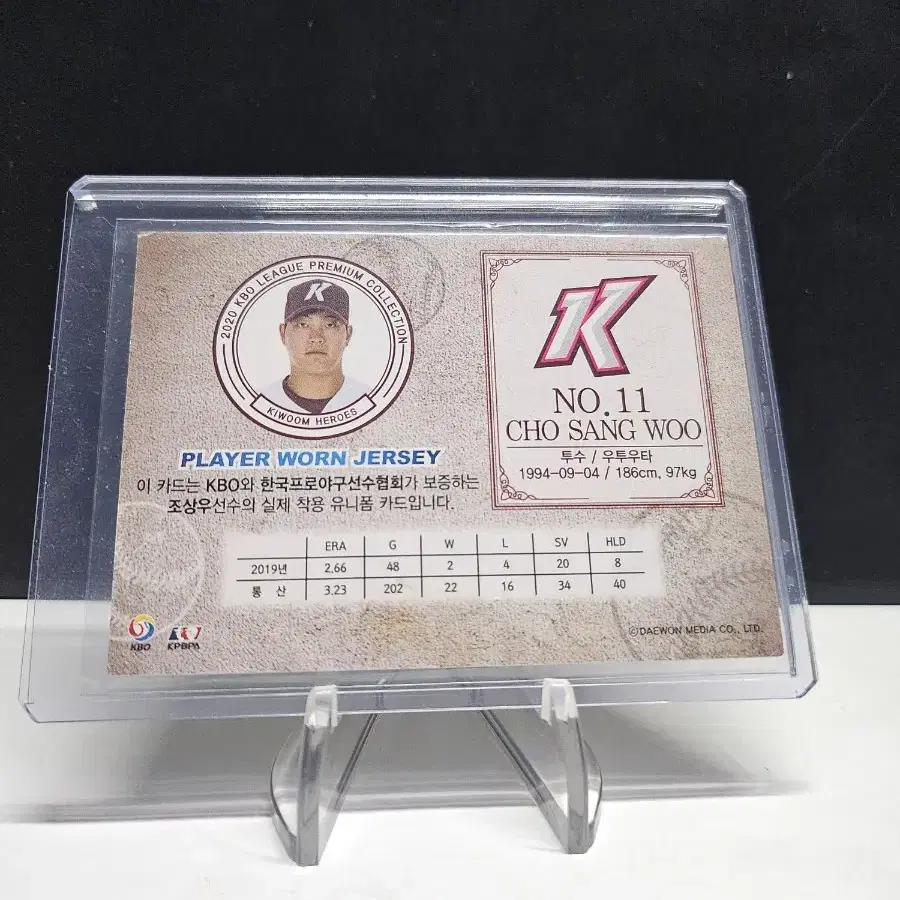 2020 KBO LEAGUE PREMIUM COLLECTION
K
KIWOOM HEROES
PLAYER WORN JERSEY
이 카드는 KBO와 한국프로야구선수협회가 보증하는
조상우선수의 실제 착용 유니폼 카드입니다.
K
NO.11
CHO SANG WOO
투수 / 우투우타
1994-09-04 / 186cm, 97kg
ERA G W L SV HLD
2019년 2.66 48 2 4 20 8
통 산 3.23 202 22 16 34 40
KBO KPBPA
©DAEWON MEDIA CO., LTD.